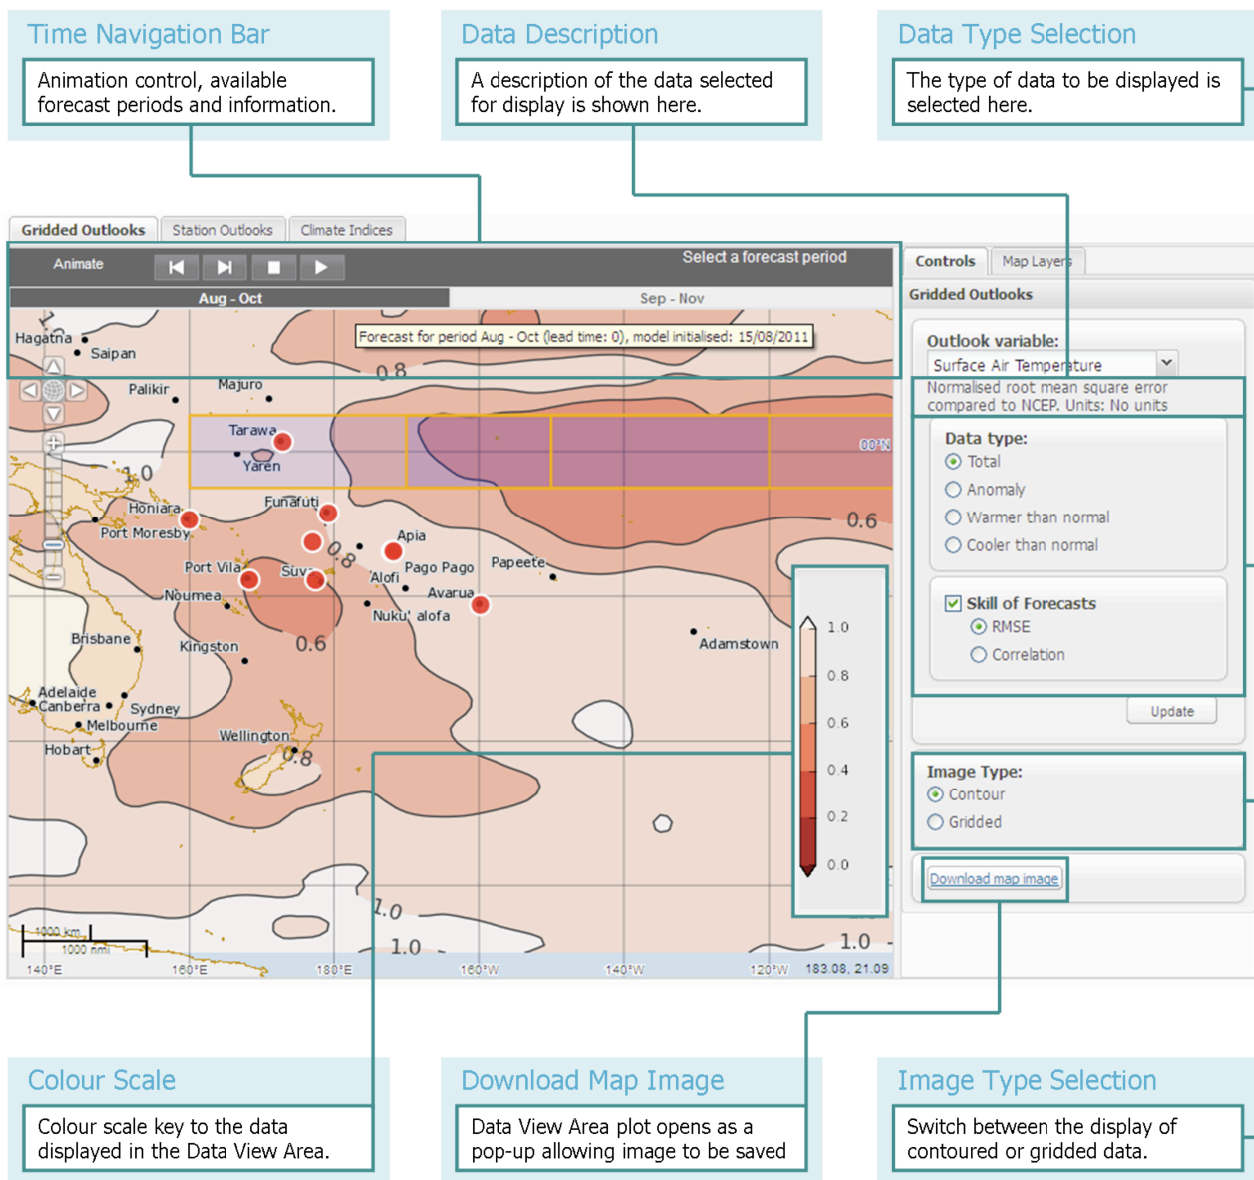 Time Navigation Bar
Animation control, available
forecast periods and information.
Data Description
A description of the data selected
for display is shown here.
Data Type Selection
The type of data to be displayed is
selected here.
Gridded Outlooks
Station Outlooks
Climate Indices
Animate
Select a forecast period
Aug - Oct
Sep - Nov
Forecast for period Aug - Oct (lead time: 0), model initialised: 15/08/2011
Hagatna
Saipan
0.8
Palikir
Majuro
Tarawa
Yaren
00°N
1.0
Honiara
Funafuti
0.6
Port Moresby
0.8
Apia
Port Vila
Suva
Alofi
Pago Pago
Papeete
Noumea
Avarua
Nuku' alofa
Brisbane
Kingston
0.6
Adamstown
Adelaide
Canberra
Sydney
Melbourne
Wellington
Hobart
0.8
1.0
1.0
1.0
1000 km
1000 nmi
140°E
160°E
180°E
160°W
140°W
120°W
183.08, 21.09
1.0
0.8
0.6
0.4
0.2
0.0
Controls
Map Layers
Gridded Outlooks
Outlook variable:
Surface Air Temperature
Normalised root mean square error
compared to NCEP. Units: No units
Data type:
Total
Anomaly
Warmer than normal
Cooler than normal
Skill of Forecasts
RMSE
Correlation
Update
Image Type:
Contour
Gridded
Download map image
Colour Scale
Colour scale key to the data
displayed in the Data View Area.
Download Map Image
Data View Area plot opens as a
pop-up allowing image to be saved
Image Type Selection
Switch between the display of
contoured or gridded data.